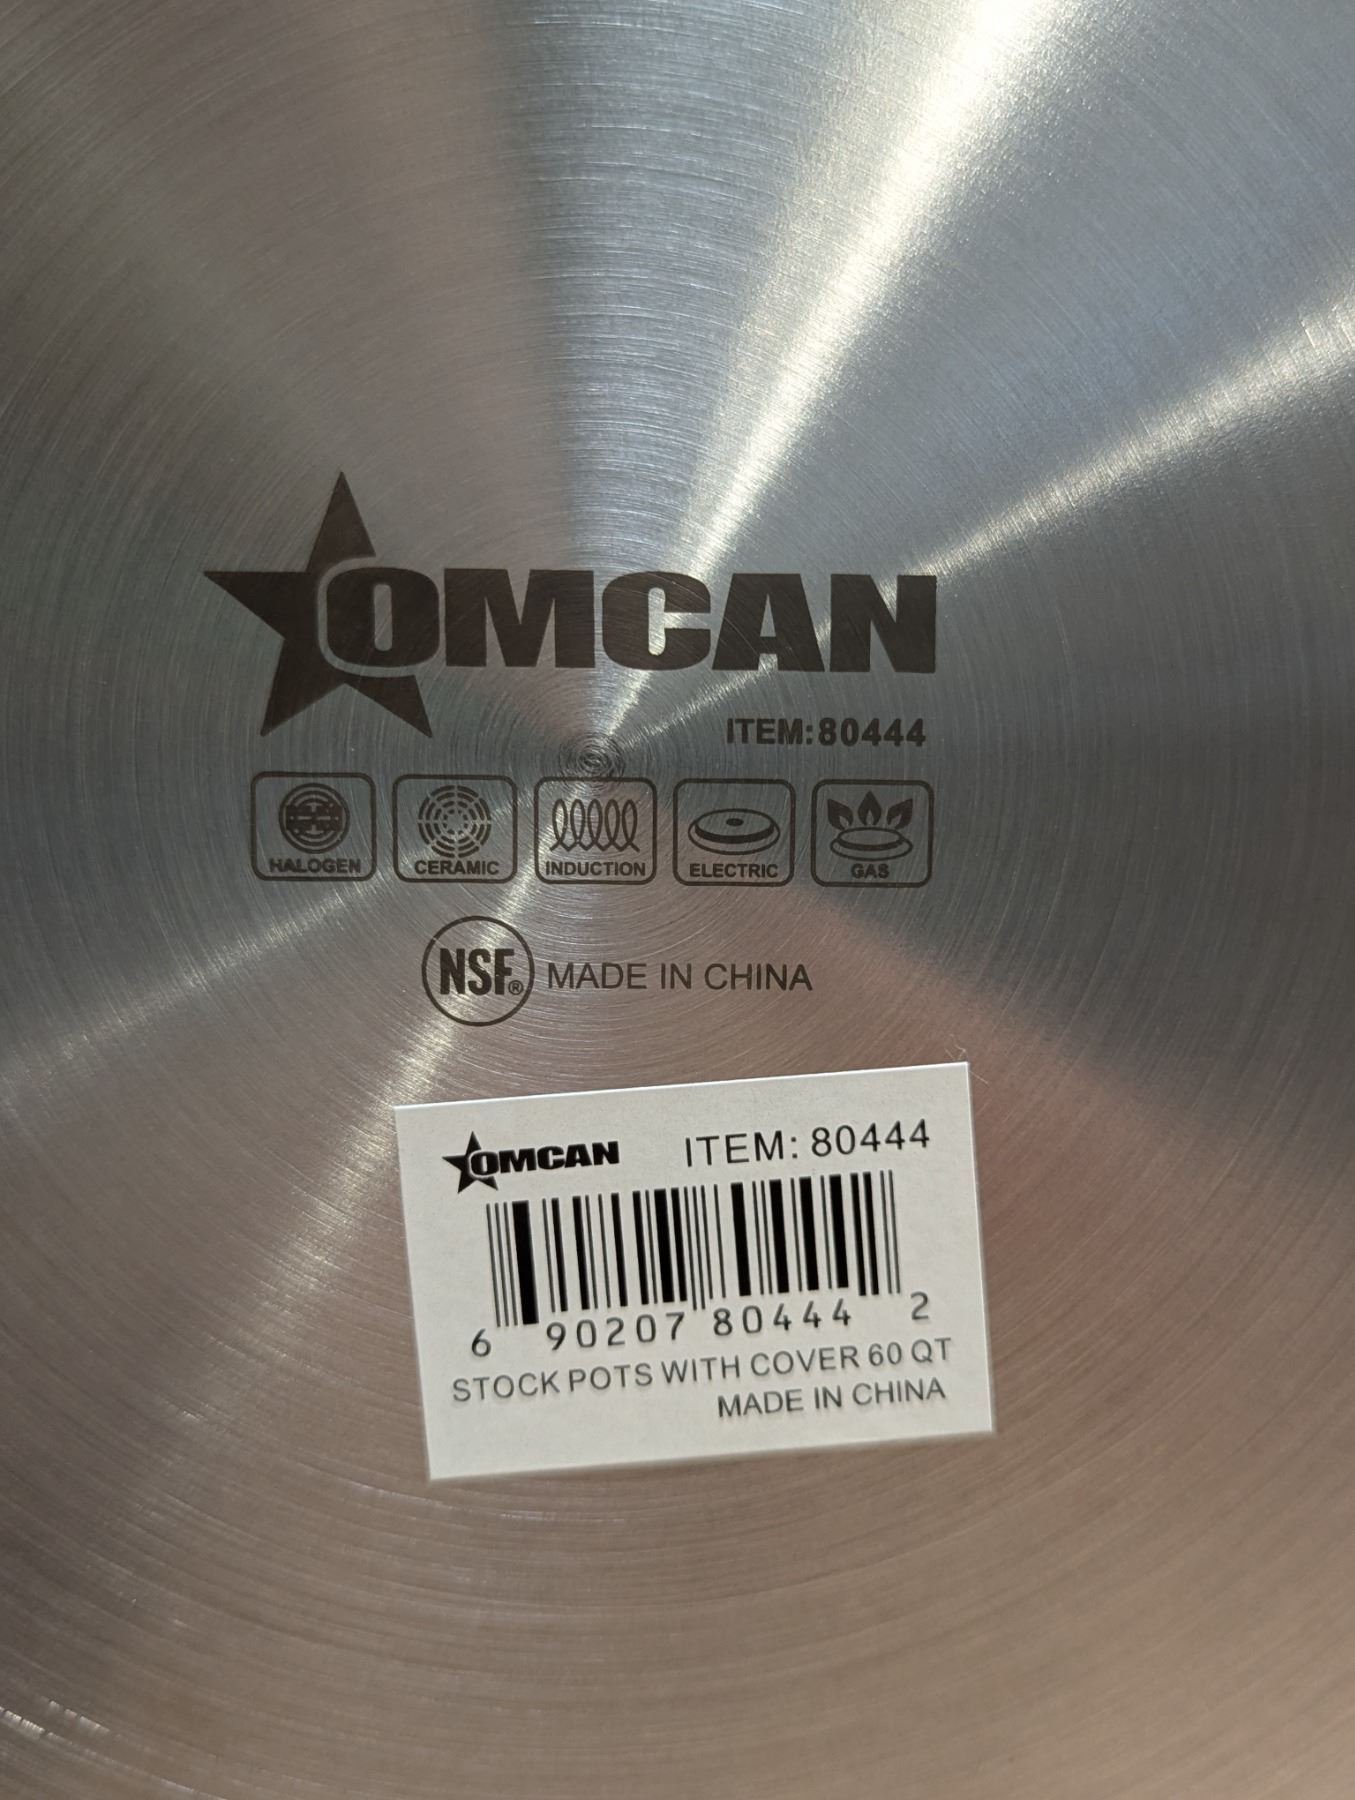 OMCAN
ITEM:80444
HALOGEN CERAMIC INDUCTION ELECTRIC GAS
NSF® MADE IN CHINA
OMCAN ITEM: 80444
6 90207 80444 2
STOCK POTS WITH COVER 60 QT
MADE IN CHINA